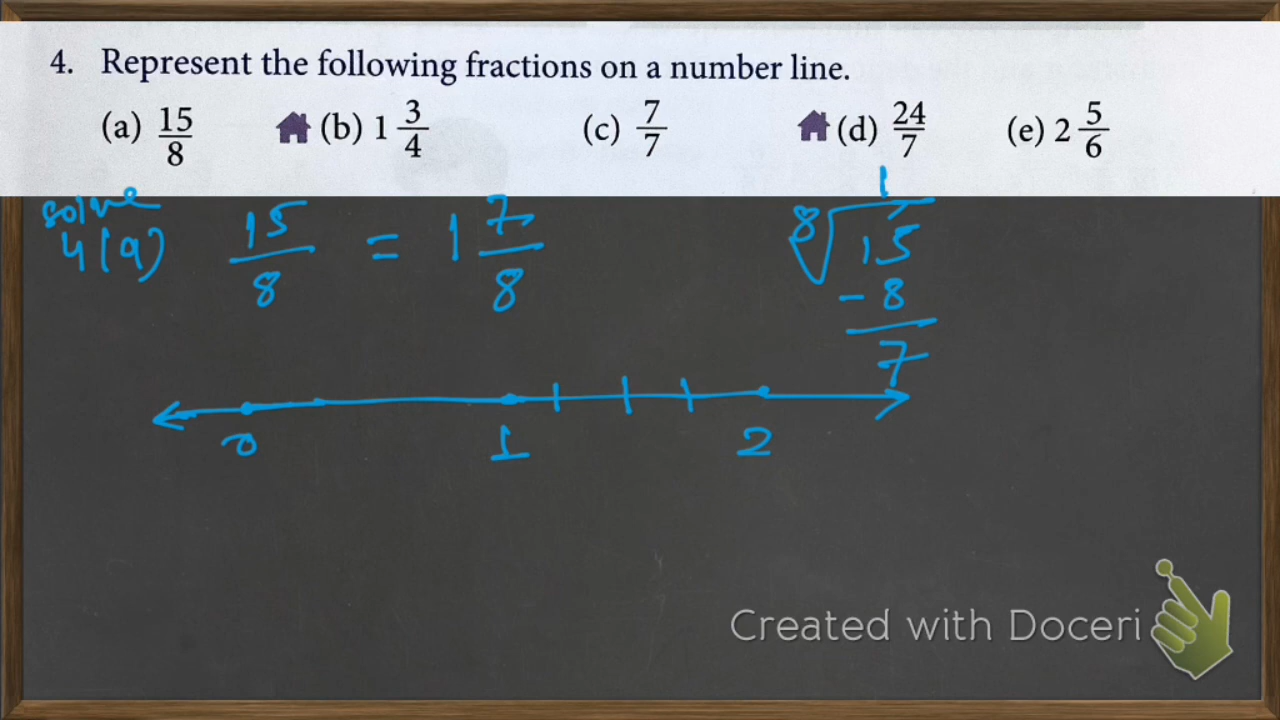 4. Represent the following fractions on a number line.
(a) 15/8 (b) 1 3/4 (c) 7/7 (d) 24/7 (e) 2 5/6
solve
4(a) 15/8 = 1 7/8
1
8 15
- 8
7
0 1 2
Created with Doceri